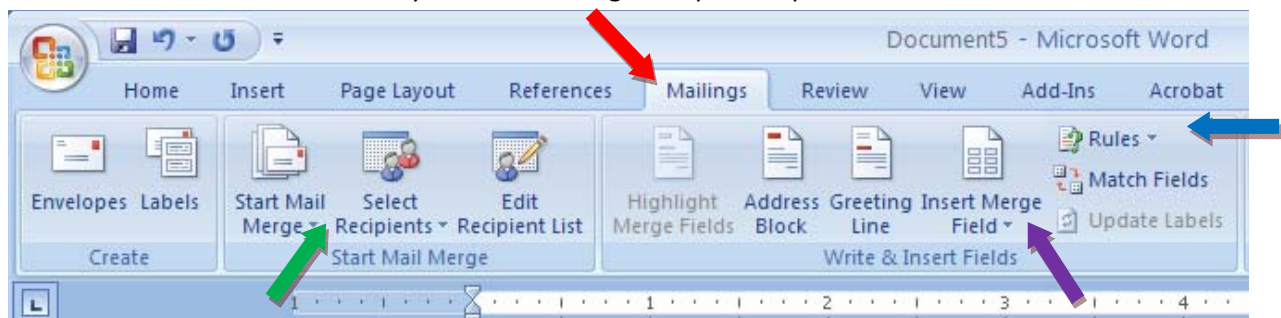 Document5 - Microsoft Word
Home Insert Page Layout References Mailings Review View Add-Ins Acrobat
Envelopes Labels Start Mail Merge Select Recipients Edit Recipient List Highlight Merge Fields Address Block Greeting Line Insert Merge Field Rules
Match Fields
Update Labels
Create Start Mail Merge Write & Insert Fields
L 1 1 2 3 4